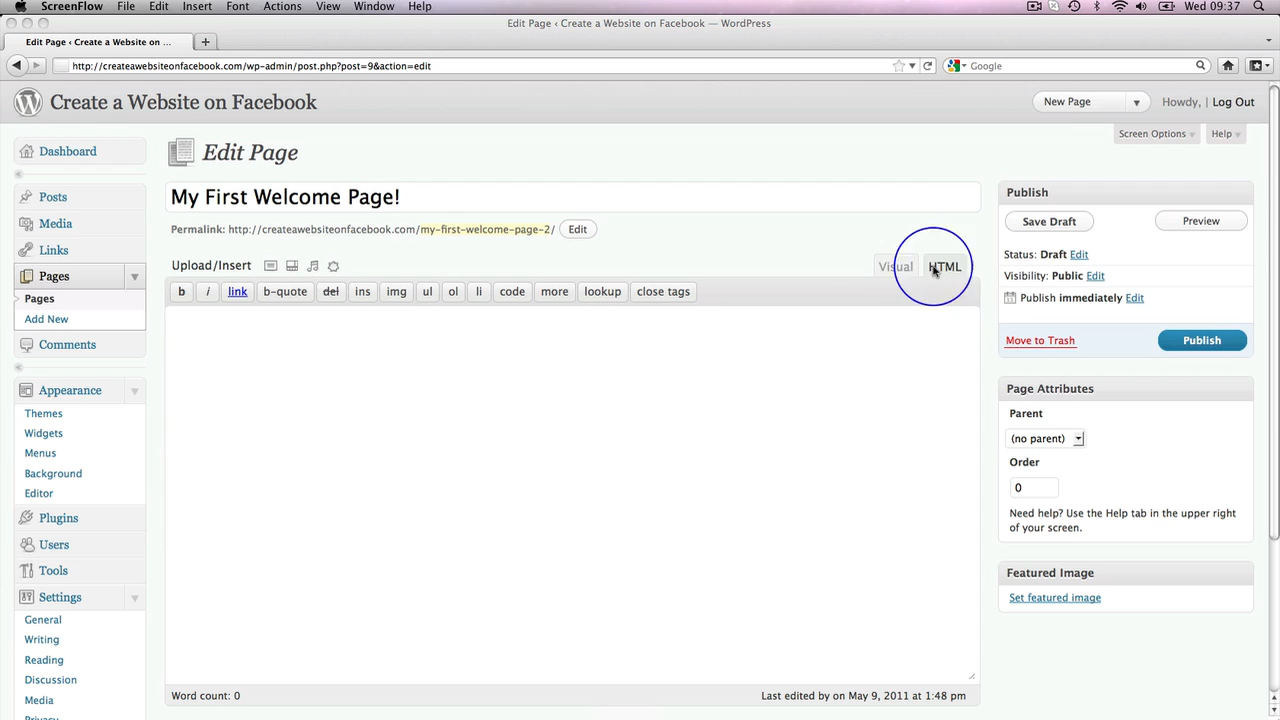 ScreenFlow File Edit Insert Font Actions View Window Help Wed 09:37
Edit Page ‹ Create a Website on Facebook — WordPress
Edit Page ‹ Create a Website on ... +
http://createawebsiteonfacebook.com/wp-admin/post.php?post=9&action=edit Google
Create a Website on Facebook New Page Howdy, | Log Out
Screen Options Help
Dashboard
Posts
Media
Links
Pages
Pages
Add New
Comments
Appearance
Themes
Widgets
Menus
Background
Editor
Plugins
Users
Tools
Settings
General
Writing
Reading
Discussion
Media
Privacy
Edit Page
My First Welcome Page!
Permalink: http://createawebsiteonfacebook.com/my-first-welcome-page-2/ Edit
Upload/Insert Visual HTML
b i link b-quote del ins img ul ol li code more lookup close tags
Word count: 0 Last edited by on May 9, 2011 at 1:48 pm
Publish
Save Draft Preview
Status: Draft Edit
Visibility: Public Edit
Publish immediately Edit
Move to Trash Publish
Page Attributes
Parent
(no parent)
Order
0
Need help? Use the Help tab in the upper right
of your screen.
Featured Image
Set featured image